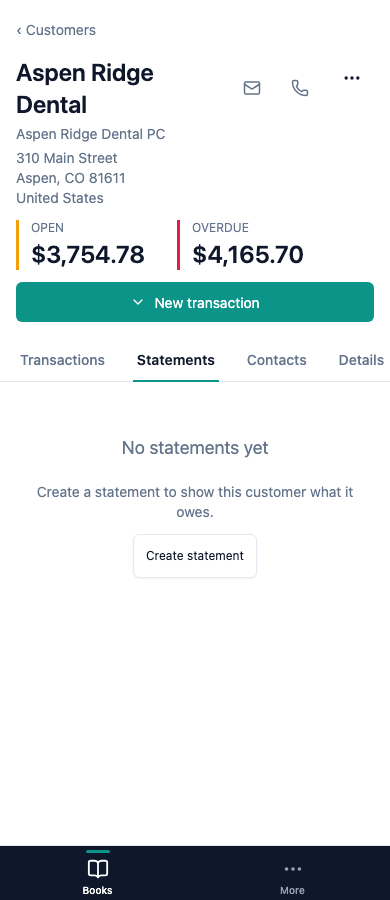 ‹ Customers
Aspen Ridge
Dental
Aspen Ridge Dental PC
310 Main Street
Aspen, CO 81611
United States
OPEN
$3,754.78
OVERDUE
$4,165.70
New transaction
Transactions Statements Contacts Details
No statements yet
Create a statement to show this customer what it
owes.
Create statement
Books
More